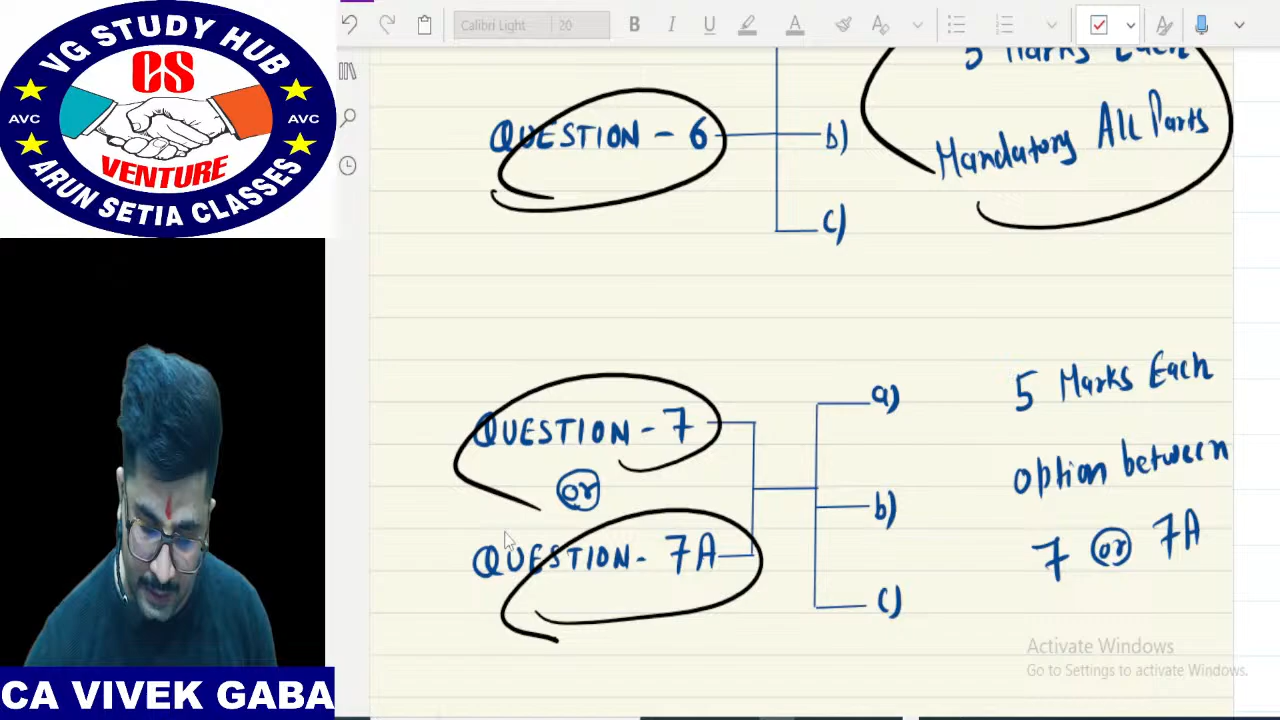 VG STUDY HUB
CS
AVC
AVC
VENTURE
ARUN SETIA CLASSES
Calibri Light
20
B I U A
5 Marks Each
QUESTION - 6
b)
Mandatory All Parts
c)
QUESTION - 7
a)
5 Marks Each
or
option between
b)
QUESTION - 7A
7 or 7A
c)
Activate Windows
Go to Settings to activate Windows.
CA VIVEK GABA